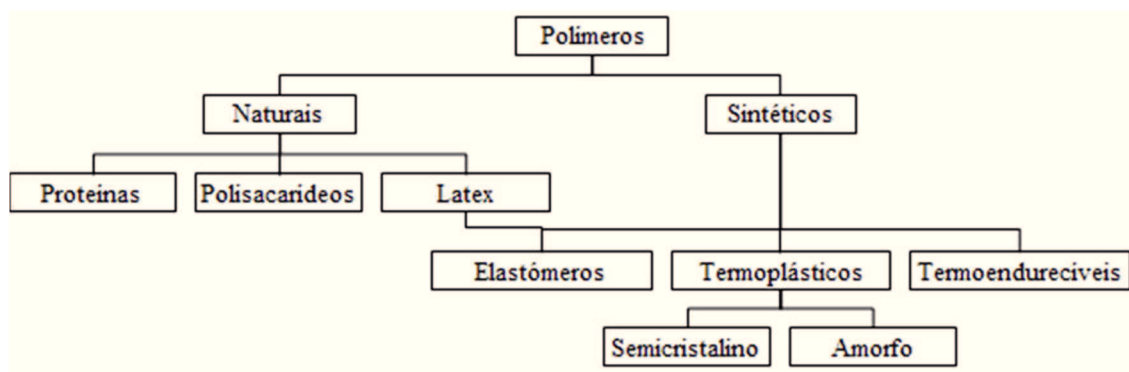 Polimeros
Naturais
Sintéticos
Proteinas
Polisacarideos
Latex
Elastômeros
Termoplásticos
Termoendureciveis
Semicristalino
Amorfo